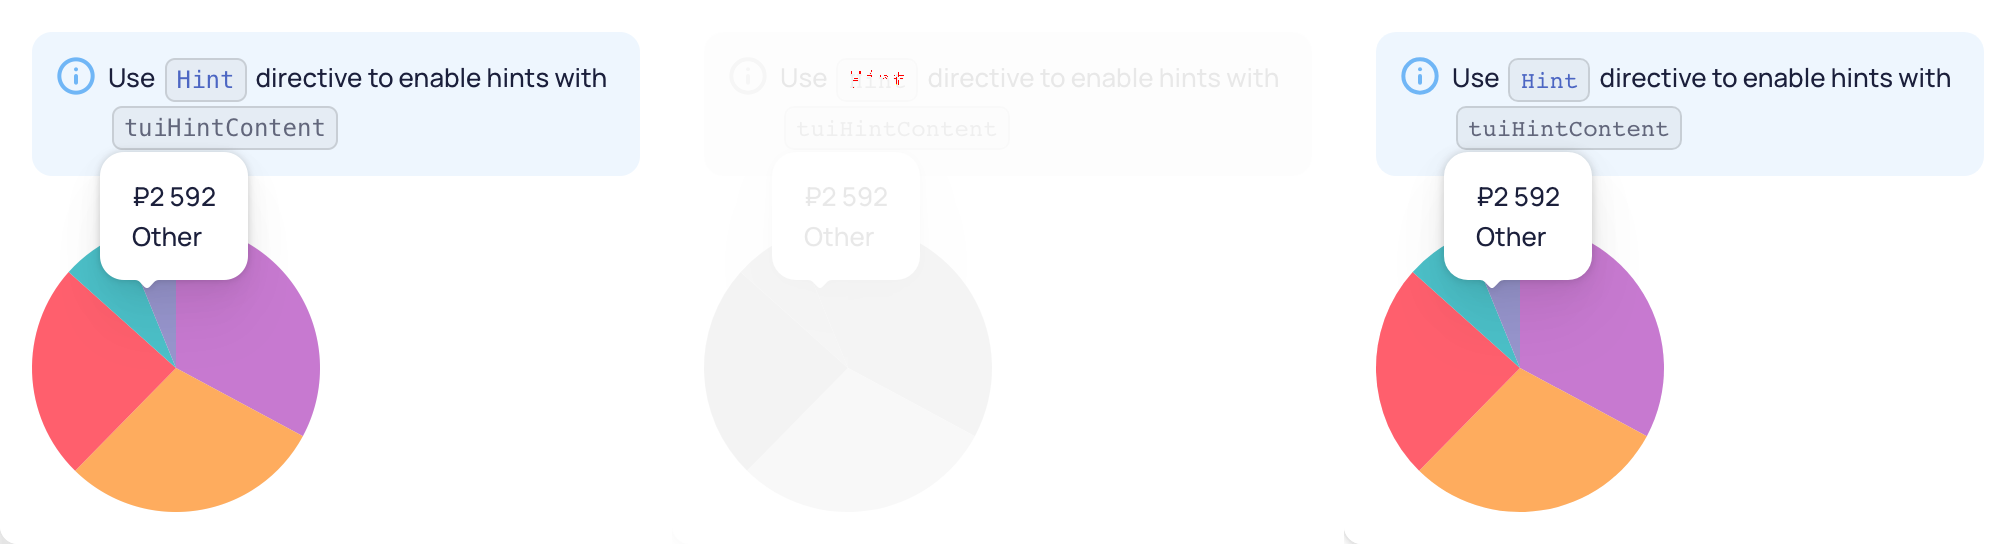 Use Hint directive to enable hints with
tuiHintContent
₽2 592
Other
Use Hint directive to enable hints with
tuiHintContent
₽2 592
Other
Use Hint directive to enable hints with
tuiHintContent
₽2 592
Other